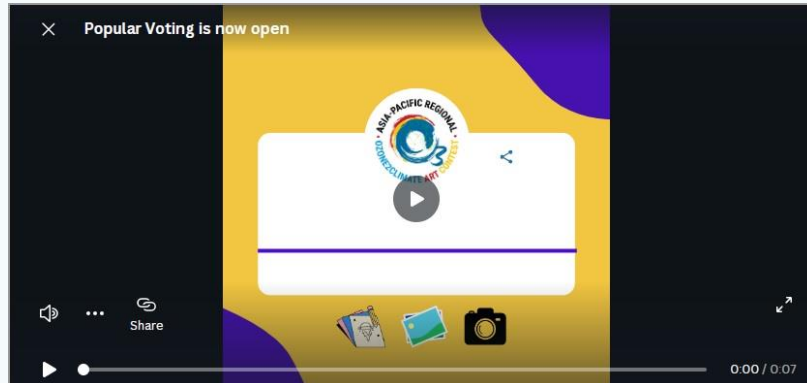 Popular Voting is now open
ASIA-PACIFIC REGIONAL
O3
OZONE2CLIMATE ART CONTEST
Share
0:00 / 0:07